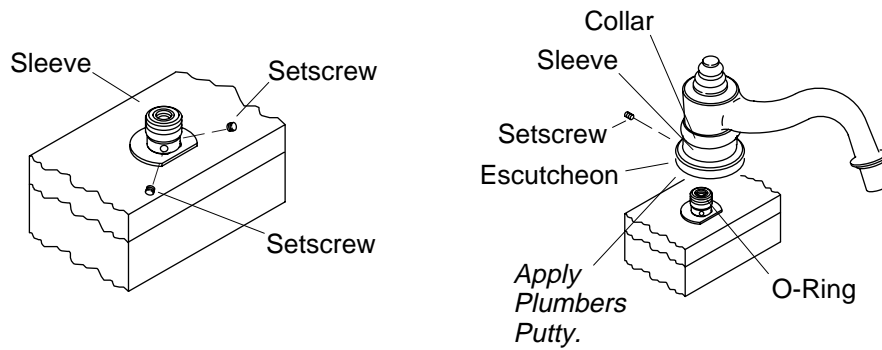 Sleeve
Setscrew
Setscrew
Collar
Sleeve
Setscrew
Escutcheon
Apply
Plumbers
Putty.
O-Ring